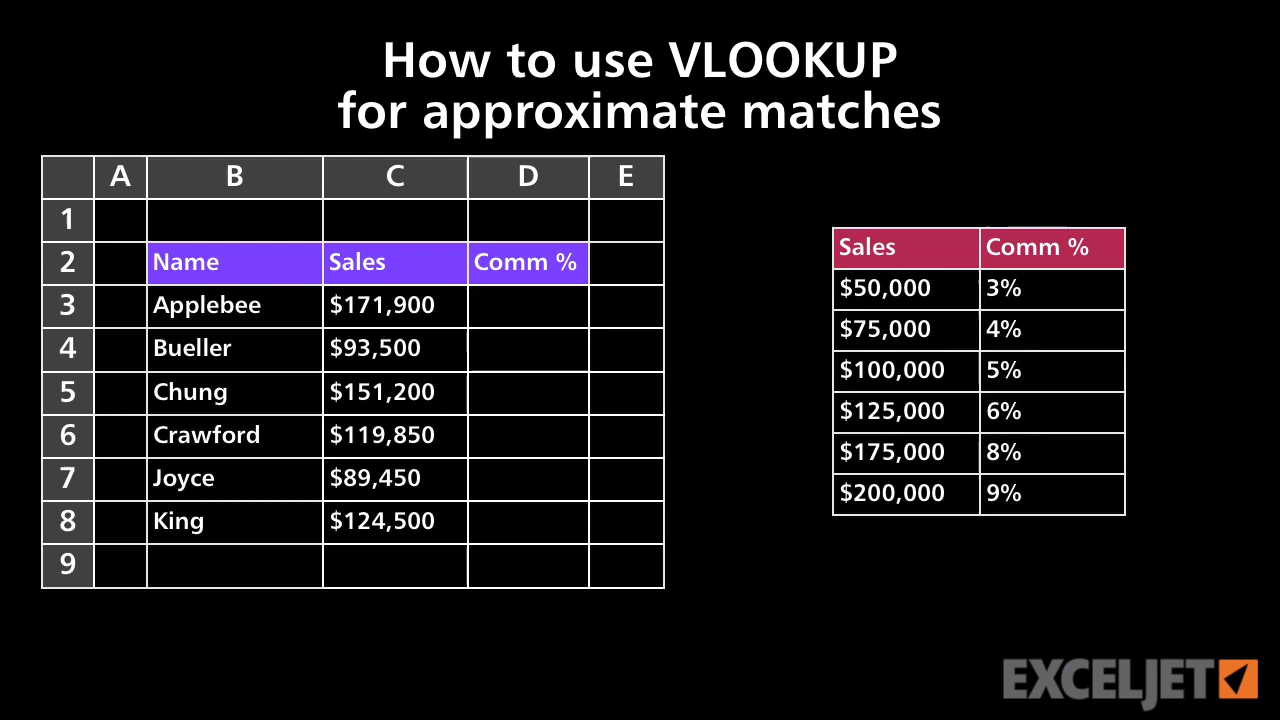 How to use VLOOKUP
for approximate matches
A B C D E
1
2 Name Sales Comm %
3 Applebee $171,900
4 Bueller $93,500
5 Chung $151,200
6 Crawford $119,850
7 Joyce $89,450
8 King $124,500
9
Sales Comm %
$50,000 3%
$75,000 4%
$100,000 5%
$125,000 6%
$175,000 8%
$200,000 9%
EXCELJET